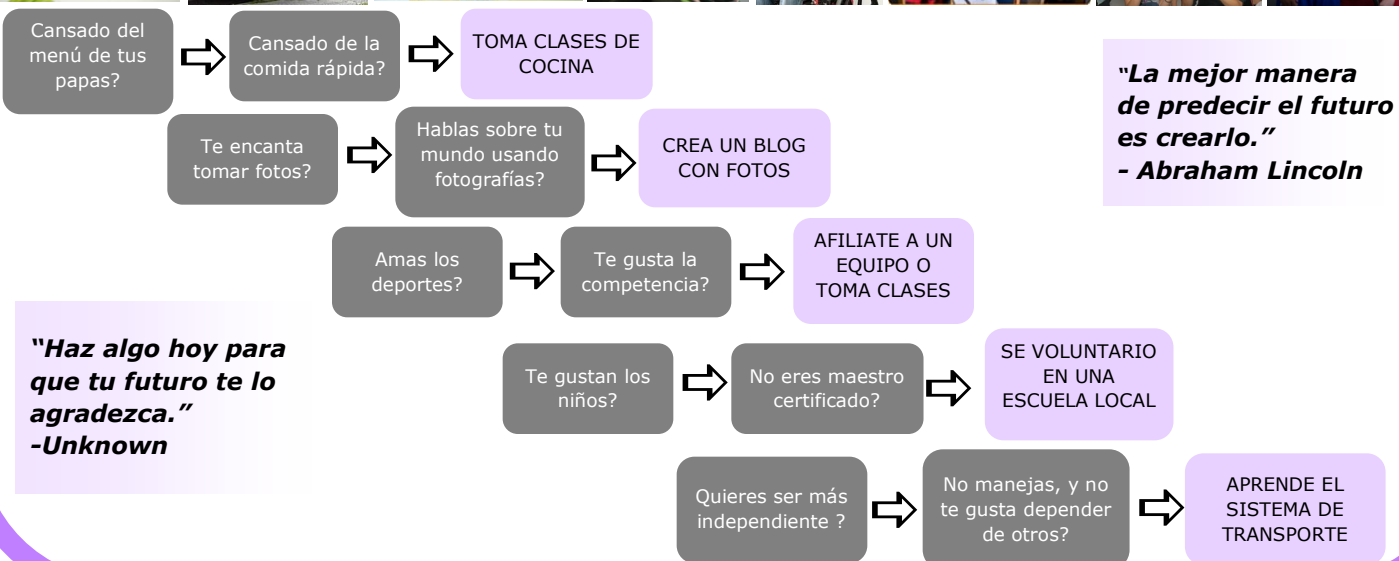 Cansado del
menú de tus
papas?
Cansado de la
comida rápida?
TOMA CLASES DE
COCINA
"La mejor manera
de predecir el futuro
es crearlo."
- Abraham Lincoln
Te encanta
tomar fotos?
Hablas sobre tu
mundo usando
fotografías?
CREA UN BLOG
CON FOTOS
Amas los
deportes?
Te gusta la
competencia?
AFILIATE A UN
EQUIPO O
TOMA CLASES
"Haz algo hoy para
que tu futuro te lo
agradezca."
-Unknown
Te gustan los
niños?
No eres maestro
certificado?
SE VOLUNTARIO
EN UNA
ESCUELA LOCAL
Quieres ser más
independiente ?
No manejas, y no
te gusta depender
de otros?
APRENDE EL
SISTEMA DE
TRANSPORTE